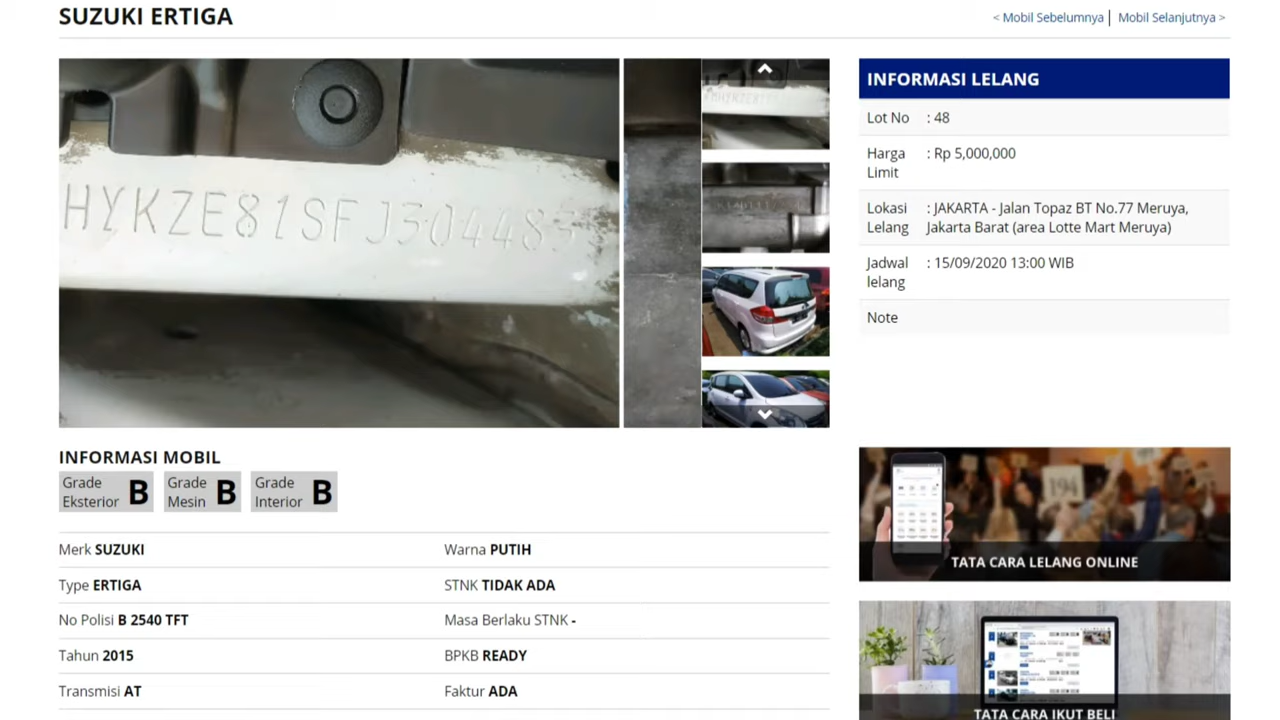 SUZUKI ERTIGA
< Mobil Sebelumnya | Mobil Selanjutnya >
HYKZE81SFJ304483
INFORMASI LELANG
Lot No : 48
Harga Limit : Rp 5,000,000
Lokasi Lelang : JAKARTA - Jalan Topaz BT No.77 Meruya, Jakarta Barat (area Lotte Mart Meruya)
Jadwal lelang : 15/09/2020 13:00 WIB
Note
INFORMASI MOBIL
Grade Eksterior B
Grade Mesin B
Grade Interior B
Merk SUZUKI
Warna PUTIH
Type ERTIGA
STNK TIDAK ADA
No Polisi B 2540 TFT
Masa Berlaku STNK -
Tahun 2015
BPKB READY
Transmisi AT
Faktur ADA
194
TATA CARA LELANG ONLINE
TATA CARA IKUT BELI